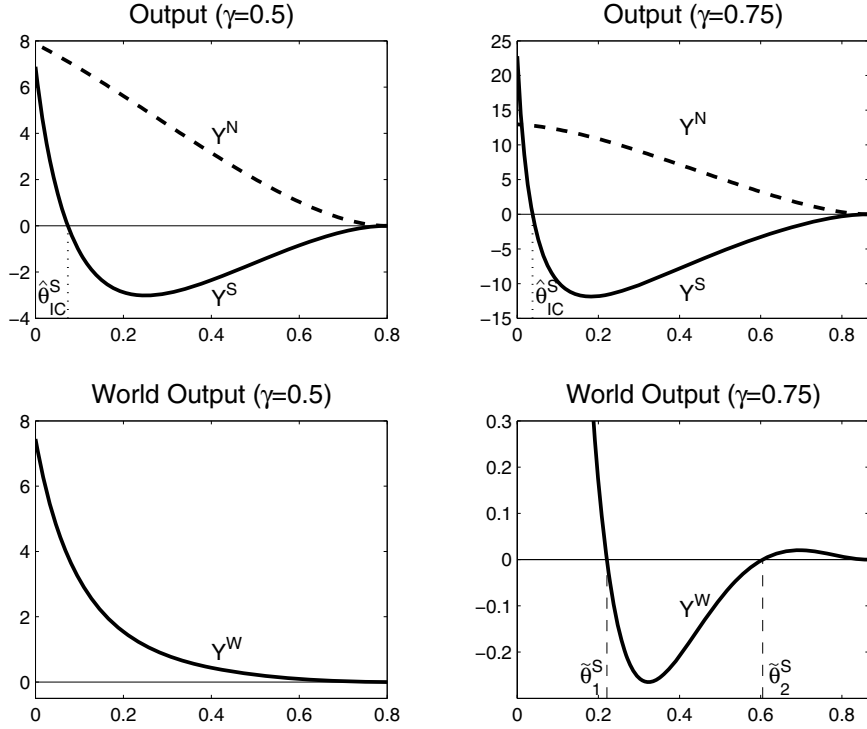 Output (γ=0.5)
8
6
4
2
0
−2
−4
Y^N
Y^S
θ̂^S_IC
0 0.2 0.4 0.6 0.8
Output (γ=0.75)
25
20
15
10
5
0
−5
−10
−15
Y^N
Y^S
θ̂^S_IC
0 0.2 0.4 0.6 0.8
World Output (γ=0.5)
8
6
4
2
0
Y^W
0 0.2 0.4 0.6 0.8
World Output (γ=0.75)
0.3
0.2
0.1
0
−0.1
−0.2
Y^W
θ̃^S_1
θ̃^S_2
0 0.2 0.4 0.6 0.8